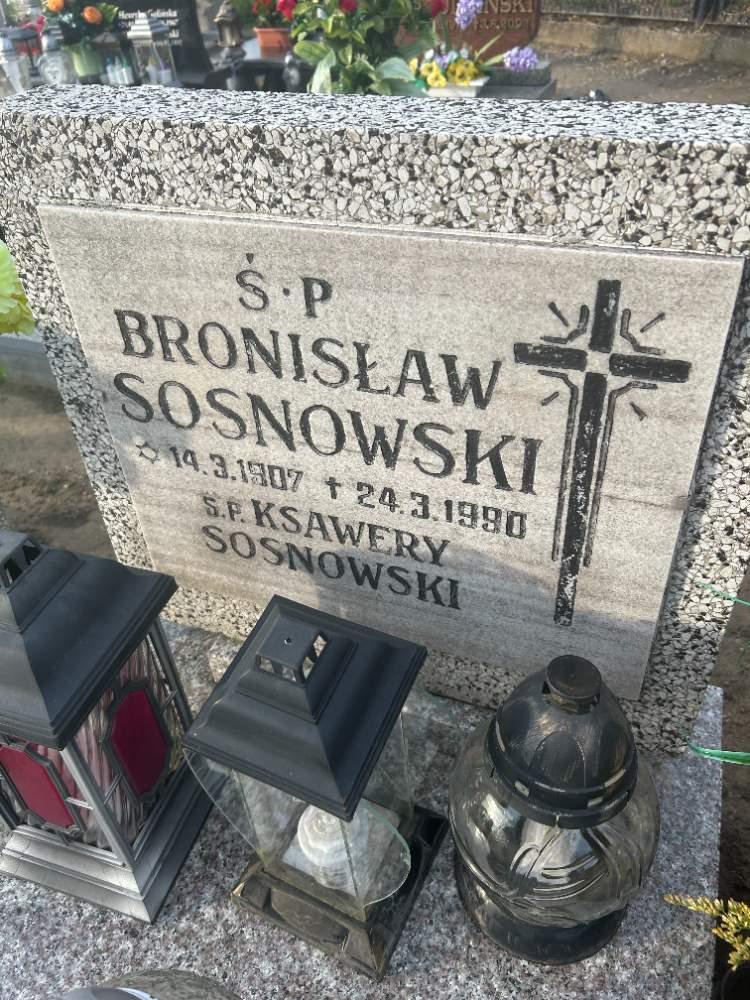 Ś.P
BRONISŁAW
SOSNOWSKI
14.3.1907 † 24.3.1990
Ś.P. KSAWERY
SOSNOWSKI